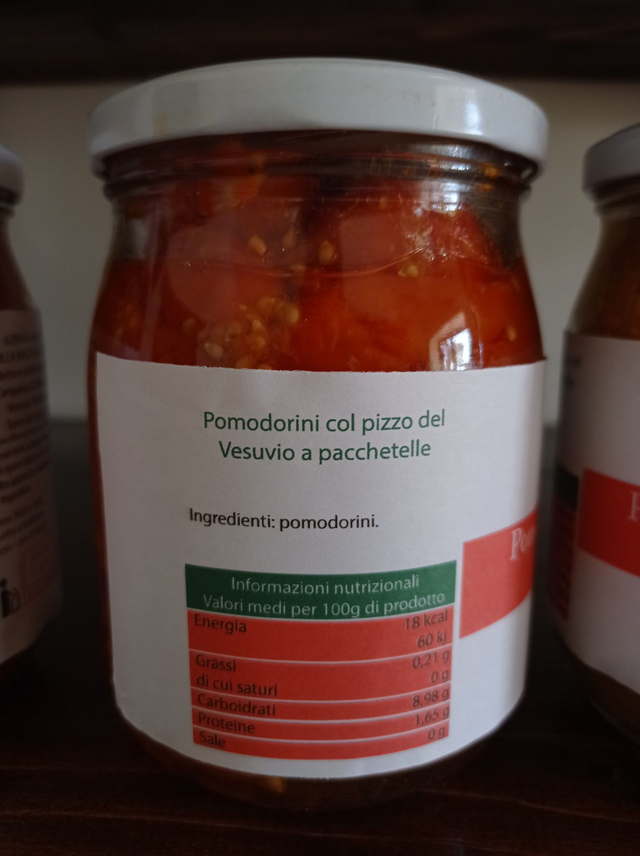 Pomodorini col pizzo del
Vesuvio a pacchetelle
Ingredienti: pomodorini.
Informazioni nutrizionali
Valori medi per 100g di prodotto
Energia 18 kcal
60 kj
Grassi 0,21 g
di cui saturi 0 g
Carboidrati 8,98 g
Proteine 1,65 g
Sale 0 g